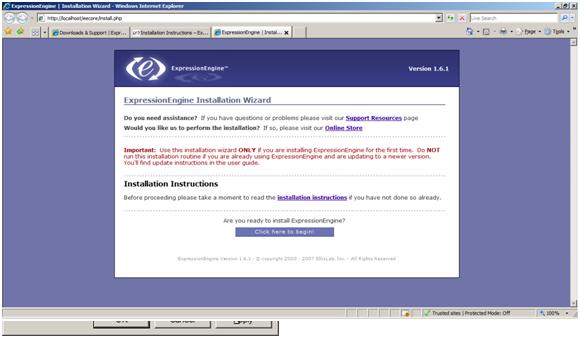 ExpressionEngine | Installation Wizard - Windows Internet Explorer
http://localhost/eecore/install.php
Live Search
Downloads & Support | Expr...
Installation Instructions - Ex...
ExpressionEngine | Instal...
Page
Tools
ExpressionEngine™
Version 1.6.1
ExpressionEngine Installation Wizard
Do you need assistance? If you have questions or problems please visit our Support Resources page
Would you like us to perform the installation? If so, please visit our Online Store
Important: Use this installation wizard ONLY if you are installing ExpressionEngine for the first time. Do NOT
run this installation routine if you are already using ExpressionEngine and are updating to a newer version.
You'll find update instructions in the user guide.
Installation Instructions
Before proceeding please take a moment to read the installation instructions if you have not done so already.
Are you ready to install ExpressionEngine?
Click here to begin!
ExpressionEngine Version 1.6.1 - © copyright 2003 - 2007 EllisLab, Inc. - All Rights Reserved
Trusted sites | Protected Mode: Off
100%